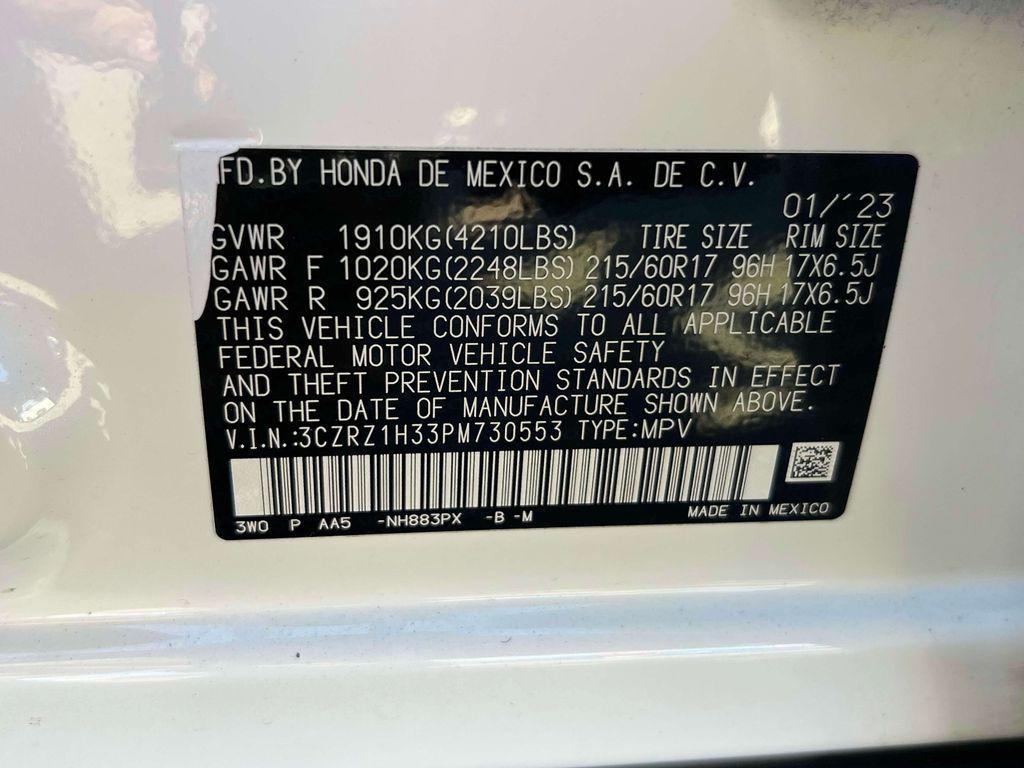 FD.BY HONDA DE MEXICO S.A. DE C.V.
01/´23
GVWR 1910KG(4210LBS) TIRE SIZE RIM SIZE
GAWR F 1020KG(2248LBS) 215/60R17 96H 17X6.5J
GAWR R 925KG(2039LBS) 215/60R17 96H 17X6.5J
THIS VEHICLE CONFORMS TO ALL APPLICABLE
FEDERAL MOTOR VEHICLE SAFETY
AND THEFT PREVENTION STANDARDS IN EFFECT
ON THE DATE OF MANUFACTURE SHOWN ABOVE.
V.I.N.:3CZRZ1H33PM730553 TYPE:MPV
3W0 P AA5 -NH883PX -B -M MADE IN MEXICO